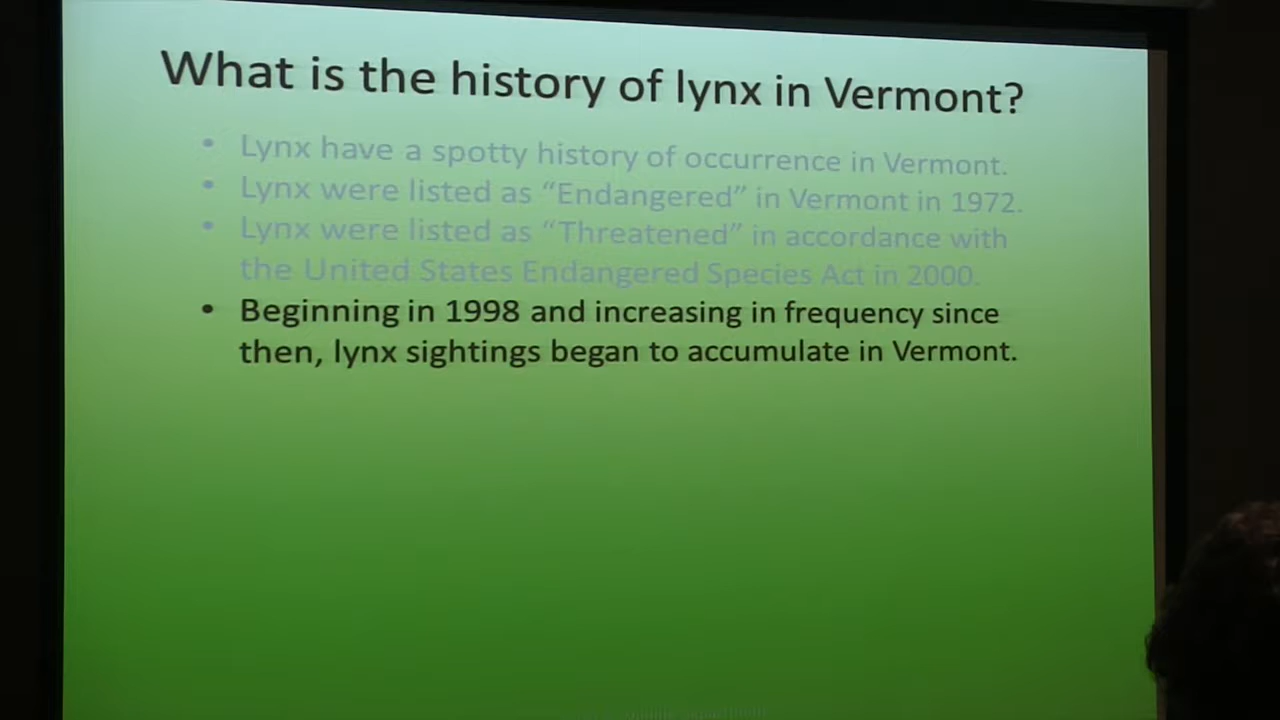 What is the history of lynx in Vermont?
• Lynx have a spotty history of occurrence in Vermont.
• Lynx were listed as “Endangered” in Vermont in 1972.
• Lynx were listed as “Threatened” in accordance with
the United States Endangered Species Act in 2000.
• Beginning in 1998 and increasing in frequency since
then, lynx sightings began to accumulate in Vermont.